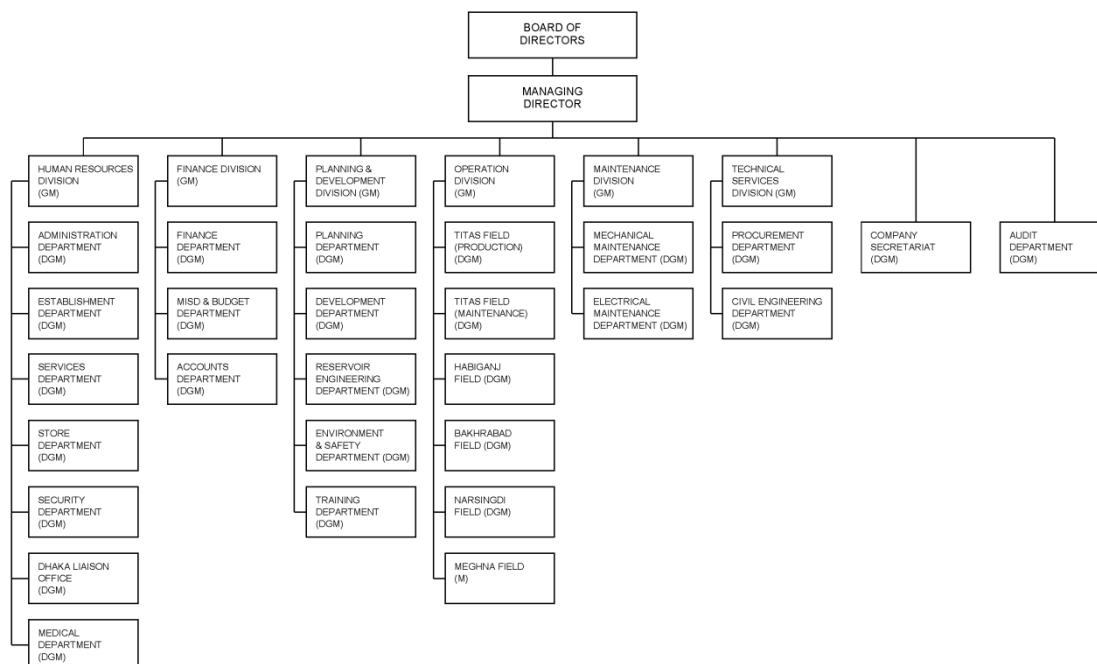 BOARD OF
DIRECTORS
MANAGING
DIRECTOR
HUMAN RESOURCES
DIVISION
(GM)
ADMINISTRATION
DEPARTMENT
(DGM)
ESTABLISHMENT
DEPARTMENT
(DGM)
SERVICES
DEPARTMENT
(DGM)
STORE
DEPARTMENT
(DGM)
SECURITY
DEPARTMENT
(DGM)
DHAKA LIAISON
OFFICE
(DGM)
MEDICAL
DEPARTMENT
(DGM)
FINANCE DIVISION
(GM)
FINANCE
DEPARTMENT
(DGM)
MISD & BUDGET
DEPARTMENT
(DGM)
ACCOUNTS
DEPARTMENT
(DGM)
PLANNING &
DEVELOPMENT
DIVISION (GM)
PLANNING
DEPARTMENT
(DGM)
DEVELOPMENT
DEPARTMENT
(DGM)
RESERVOIR
ENGINEERING
DEPARTMENT (DGM)
ENVIRONMENT
& SAFETY
DEPARTMENT (DGM)
TRAINING
DEPARTMENT
(DGM)
OPERATION
DIVISION
(GM)
TITAS FIELD
(PRODUCTION)
(DGM)
TITAS FIELD
(MAINTENANCE)
(DGM)
HABIGANJ
FIELD (DGM)
BAKHRABAD
FIELD (DGM)
NARSINGDI
FIELD (DGM)
MEGHNA FIELD
(M)
MAINTENANCE
DIVISION
(GM)
MECHANICAL
MAINTENANCE
DEPARTMENT (DGM)
ELECTRICAL
MAINTENANCE
DEPARTMENT (DGM)
TECHNICAL
SERVICES
DIVISION (GM)
PROCUREMENT
DEPARTMENT
(DGM)
CIVIL ENGINEERING
DEPARTMENT
(DGM)
COMPANY
SECRETARIAT
(DGM)
AUDIT
DEPARTMENT
(DGM)